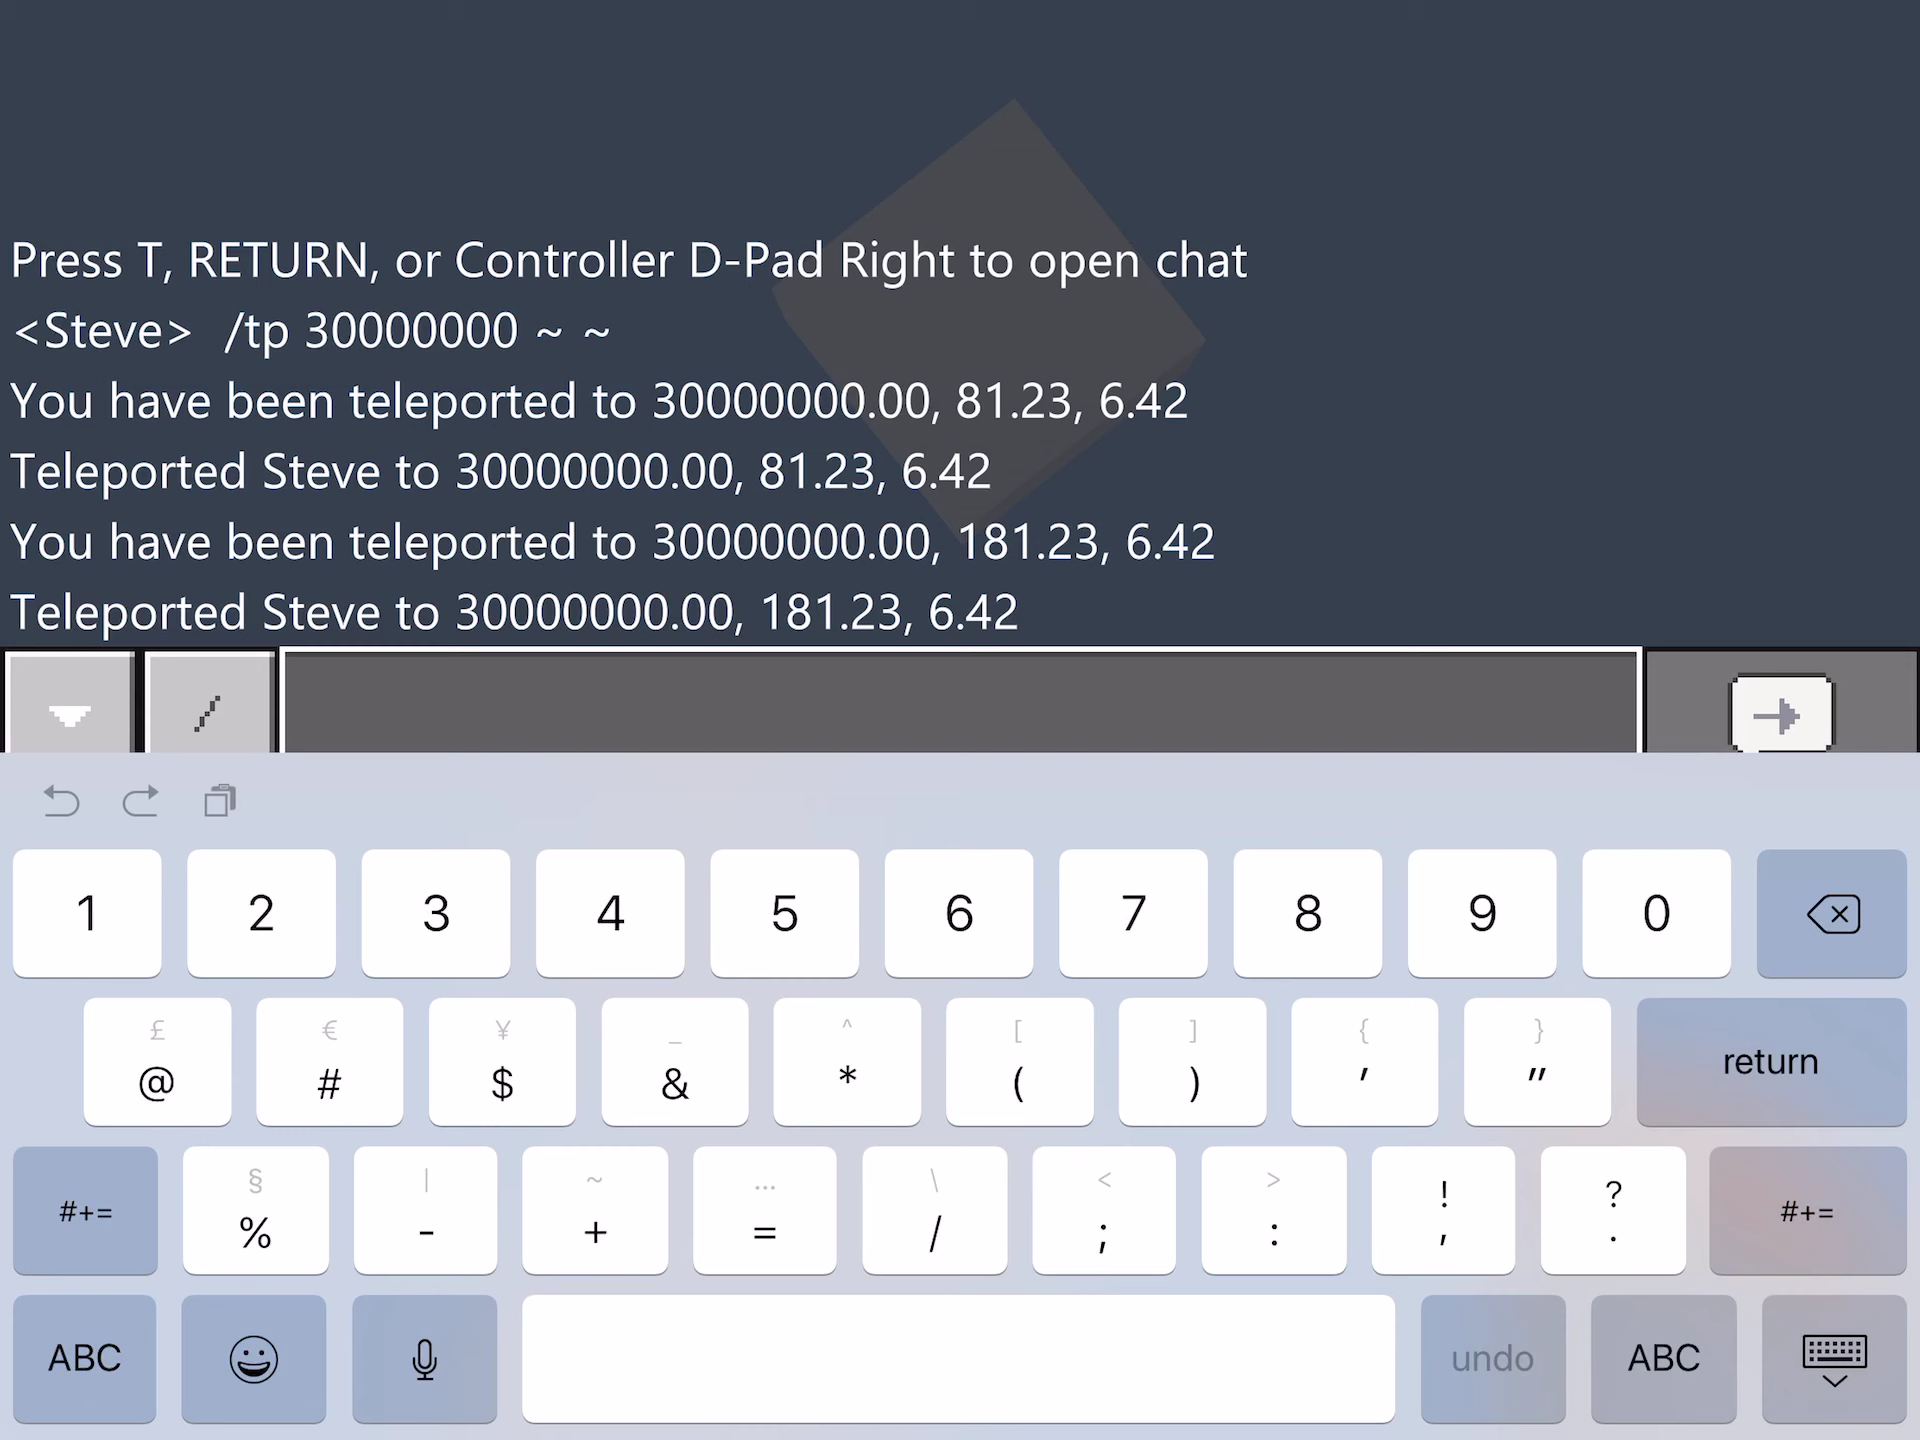 Press T, RETURN, or Controller D-Pad Right to open chat
<Steve>  /tp 30000000 ~ ~
You have been teleported to 30000000.00, 81.23, 6.42
Teleported Steve to 30000000.00, 81.23, 6.42
You have been teleported to 30000000.00, 181.23, 6.42
Teleported Steve to 30000000.00, 181.23, 6.42
/
1 2 3 4 5 6 7 8 9 0
£ € ¥ _ ^ [ ] { }
@ # $ & * ( ) ' " return
§ | ~ … \ < > ! ?
#+= % - + = / ; : , . #+=
ABC undo ABC